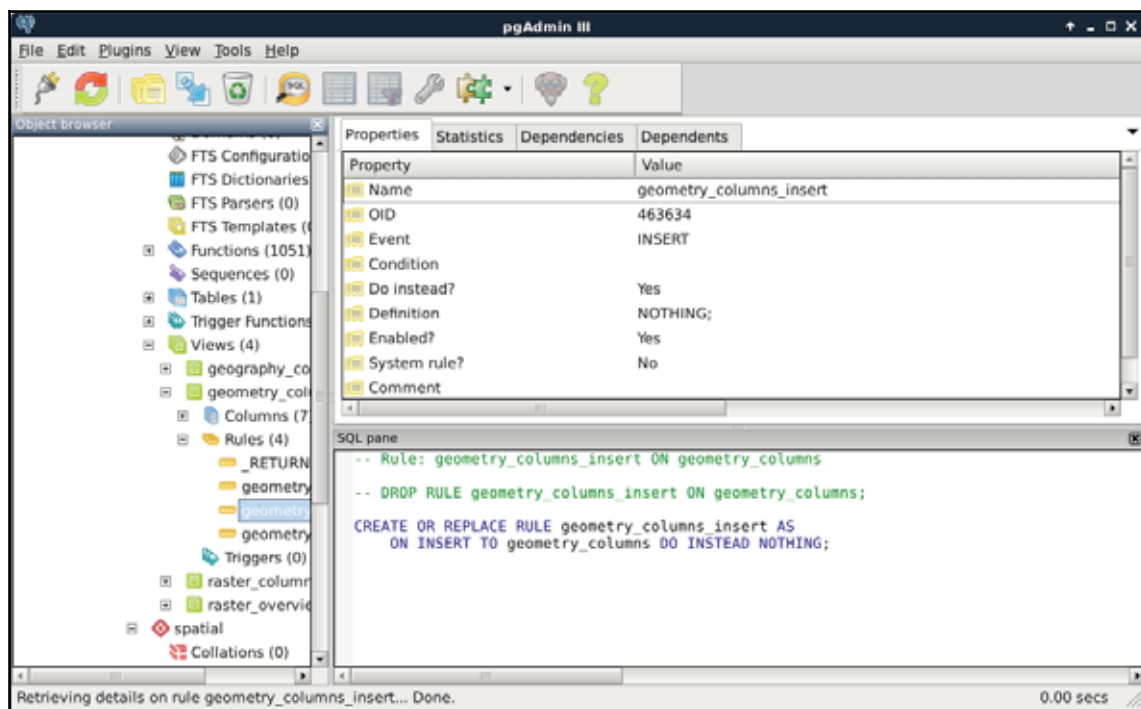 pgAdmin III
File Edit Plugins View Tools Help
SQL
Object browser
FTS Configuratio
FTS Dictionaries
FTS Parsers (0)
FTS Templates (
Functions (1051)
Sequences (0)
Tables (1)
Trigger Functions
Views (4)
geography_co
geometry_col
Columns (7
Rules (4)
_RETURN
geometry
geometry
geometry
Triggers (0)
raster_column
raster_overvie
spatial
Collations (0)
Properties Statistics Dependencies Dependents
Property Value
Name geometry_columns_insert
OID 463634
Event INSERT
Condition
Do instead? Yes
Definition NOTHING;
Enabled? Yes
System rule? No
Comment
SQL pane
-- Rule: geometry_columns_insert ON geometry_columns
-- DROP RULE geometry_columns_insert ON geometry_columns;
CREATE OR REPLACE RULE geometry_columns_insert AS
ON INSERT TO geometry_columns DO INSTEAD NOTHING;
Retrieving details on rule geometry_columns_insert... Done. 0.00 secs